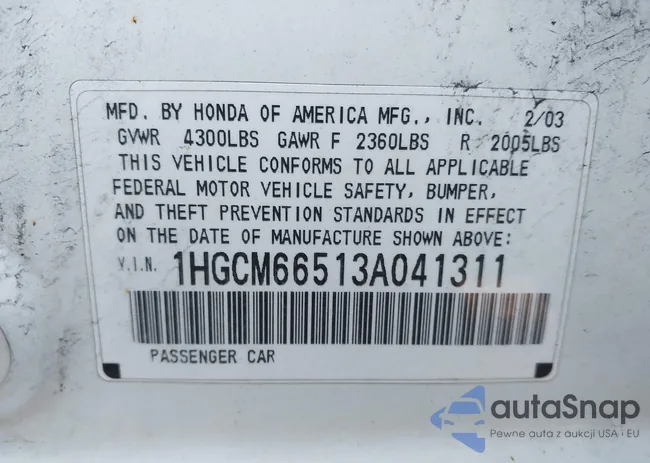 MFD. BY HONDA OF AMERICA MFG., INC. 2/03
GVWR 4300LBS GAWR F 2360LBS R 2005LBS
THIS VEHICLE CONFORMS TO ALL APPLICABLE
FEDERAL MOTOR VEHICLE SAFETY, BUMPER,
AND THEFT PREVENTION STANDARDS IN EFFECT
ON THE DATE OF MANUFACTURE SHOWN ABOVE:
V.I.N. 1HGCM66513A041311
PASSENGER CAR
autaSnap
Pewne auta z aukcji USA i EU